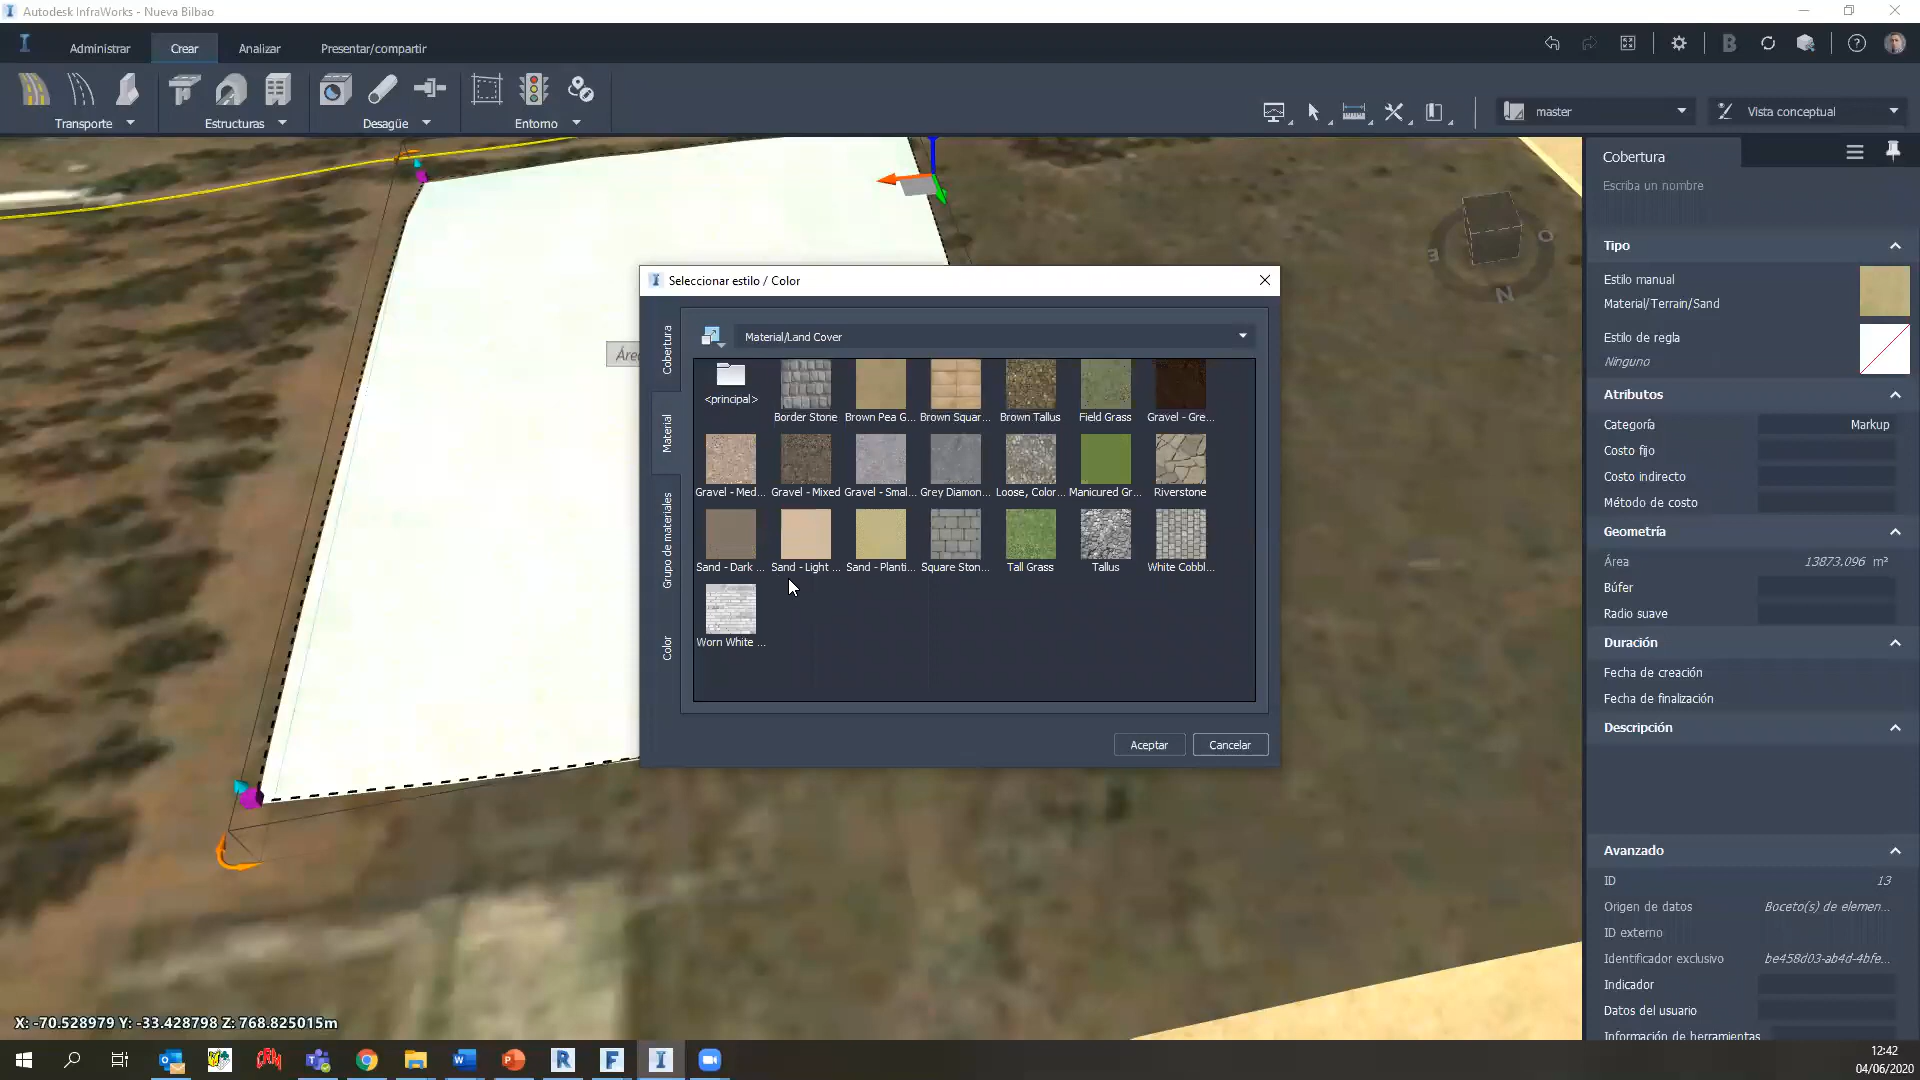 Autodesk InfraWorks - Nueva Bilbao
Administrar
Crear
Analizar
Presentar/compartir
Transporte
Estructuras
Desagüe
Entorno
master
Vista conceptual
Cobertura
Escriba un nombre
Tipo
Estilo manual
Material/Terrain/Sand
Estilo de regla
Ninguno
Atributos
Categoría Markup
Costo fijo
Costo indirecto
Método de costo
Geometría
Área 13873,096 m²
Búfer
Radio suave
Duración
Fecha de creación
Fecha de finalización
Descripción
Avanzado
ID 13
Origen de datos Boceto(s) de elemen...
ID externo
Identificador exclusivo be458d03-ab4d-4bfe...
Indicador
Datos del usuario
Información de herramientas
Seleccionar estilo / Color
Cobertura
Material
Grupo de materiales
Color
Material/Land Cover
<principal> Border Stone Brown Pea G... Brown Squar... Brown Tallus Field Grass Gravel - Gre...
Gravel - Med... Gravel - Mixed Gravel - Smal... Grey Diamon... Loose, Color... Manicured Gr... Riverstone
Sand - Dark ... Sand - Light ... Sand - Planti... Square Ston... Tall Grass Tallus White Cobbl...
Worn White ...
Aceptar
Cancelar
E
O
N
X: -70.528979 Y: -33.428798 Z: 768.825015m
12:42
04/06/2020